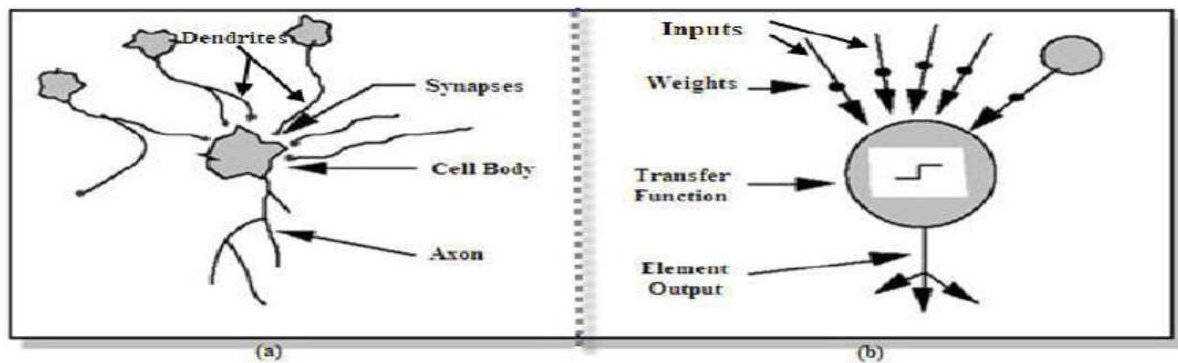 Dendrites
Synapses
Cell Body
Axon
(a)
Inputs
Weights
Transfer
Function
Element
Output
(b)